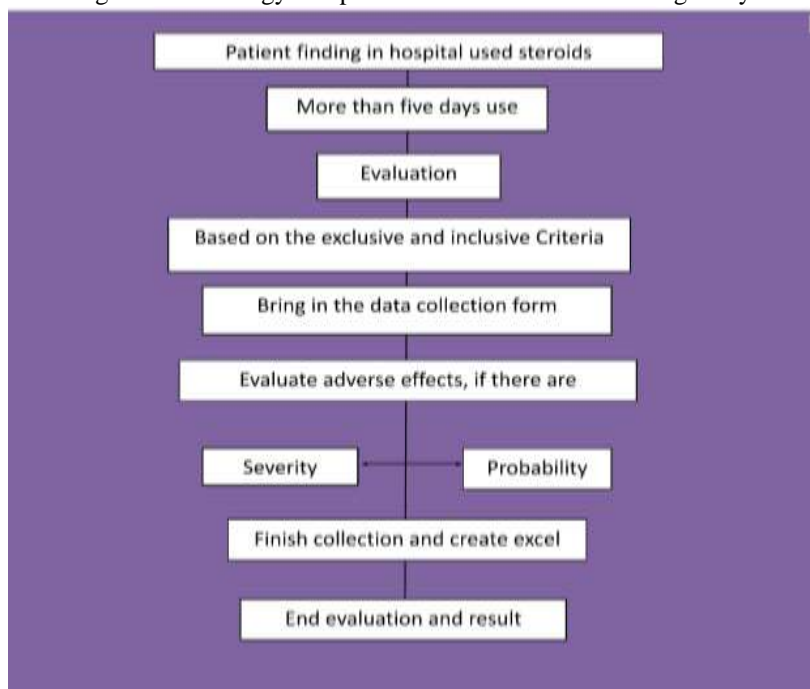 Patient finding in hospital used steroids
More than five days use
Evaluation
Based on the exclusive and inclusive Criteria
Bring in the data collection form
Evaluate adverse effects, if there are
Severity
Probability
Finish collection and create excel
End evaluation and result